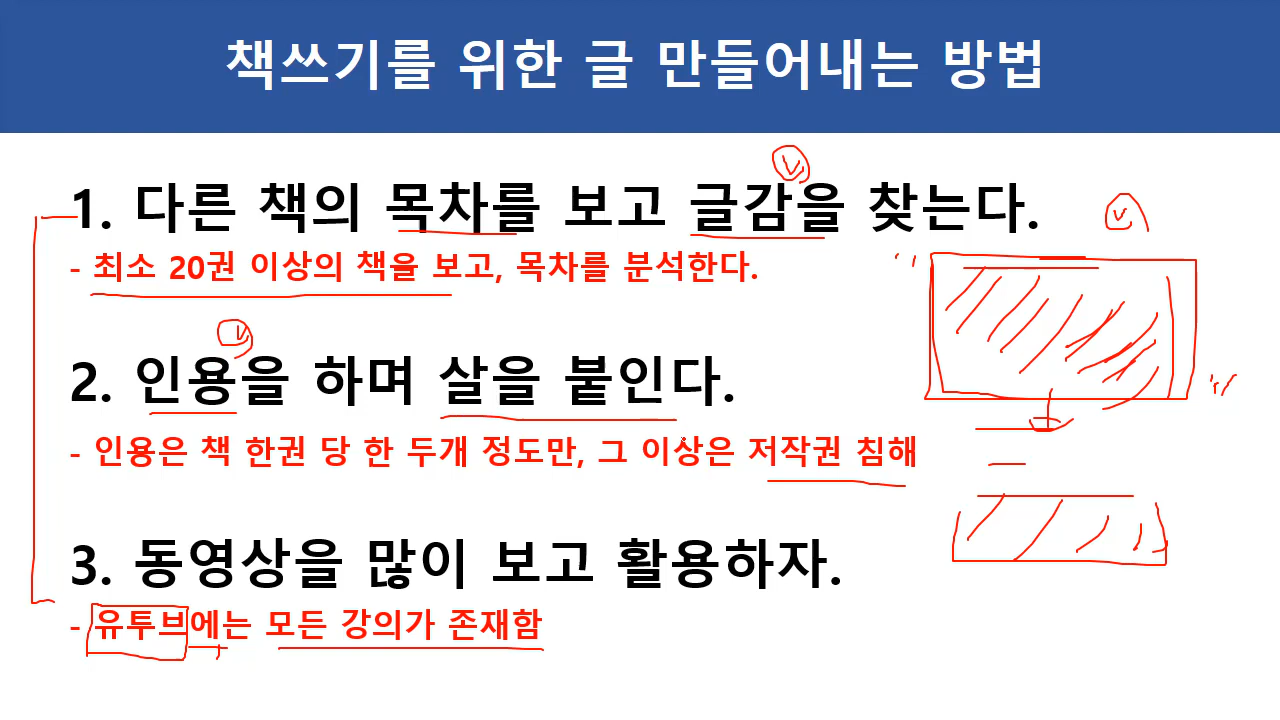 책쓰기를 위한 글 만들어내는 방법
1. 다른 책의 목차를 보고 글감을 찾는다.
- 최소 20권 이상의 책을 보고, 목차를 분석한다.
2. 인용을 하며 살을 붙인다.
- 인용은 책 한권 당 한 두개 정도만, 그 이상은 저작권 침해
3. 동영상을 많이 보고 활용하자.
- 유투브에는 모든 강의가 존재함